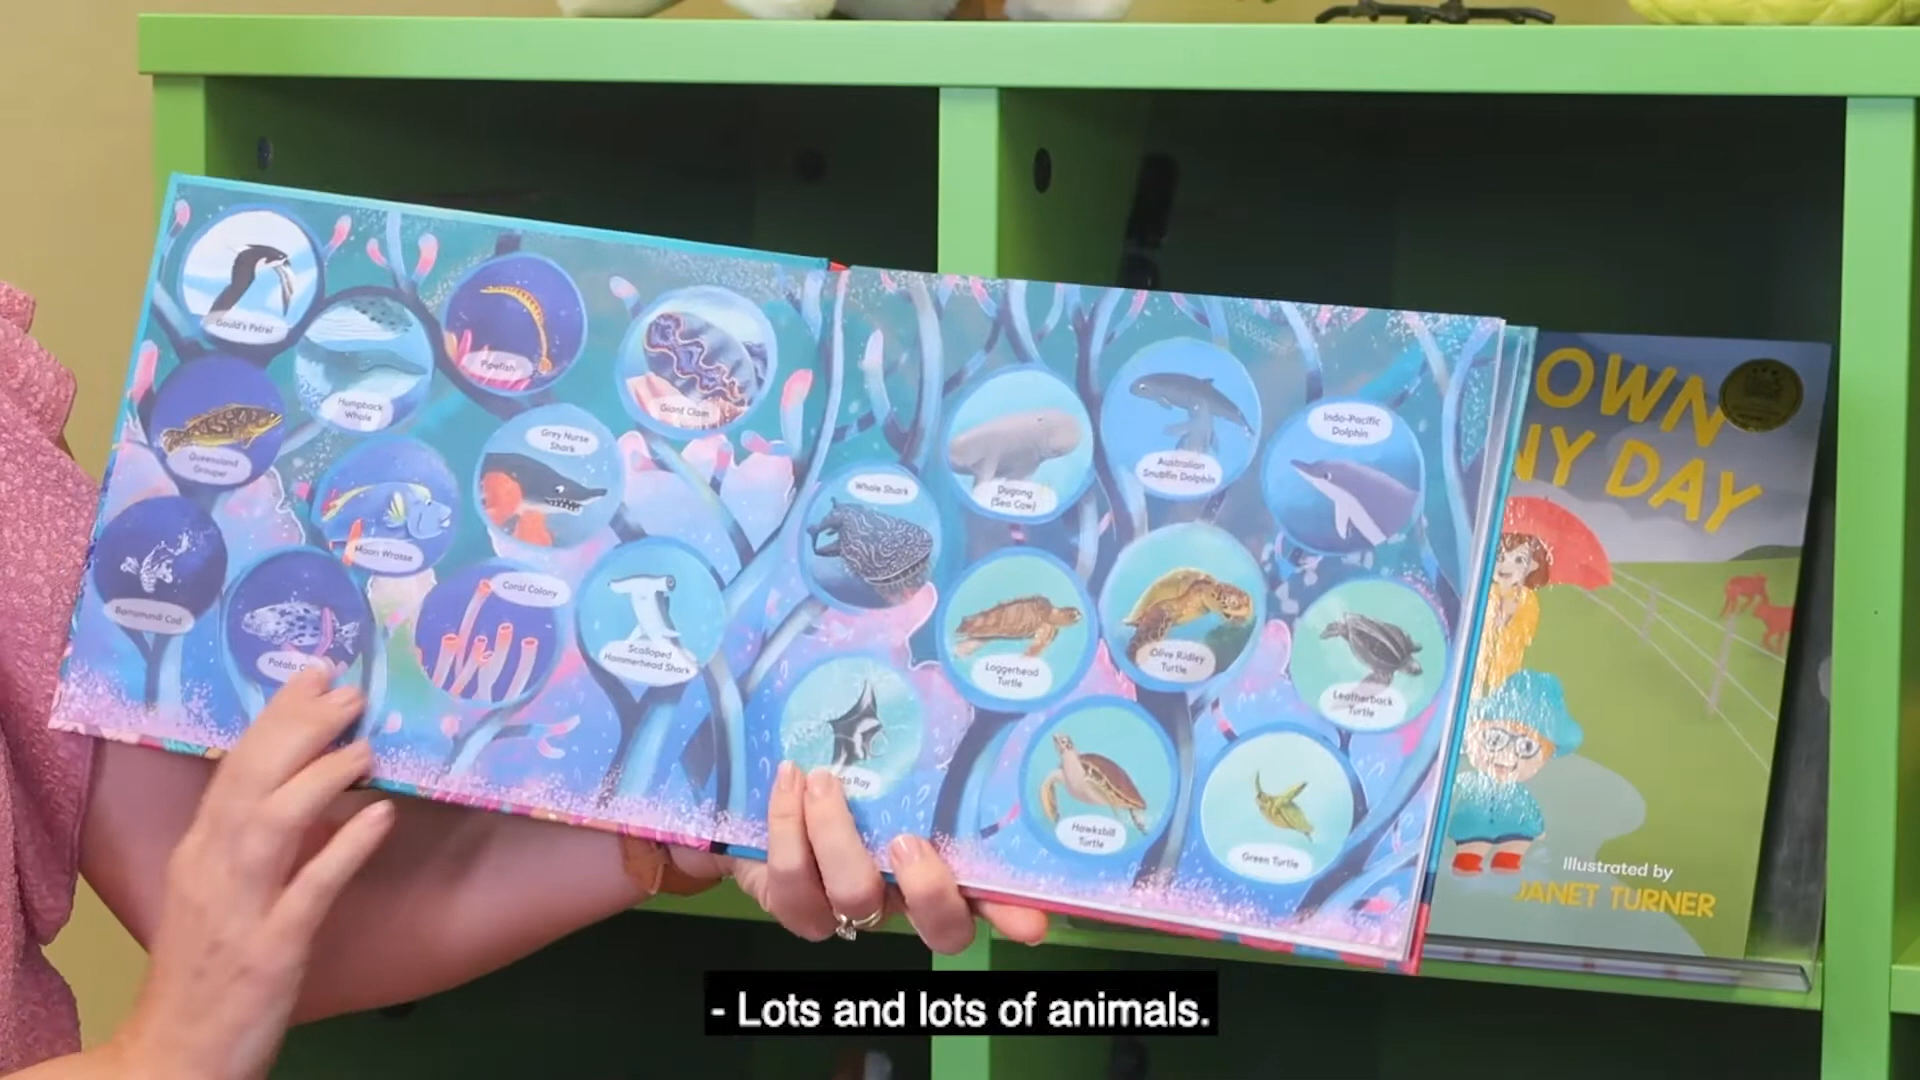 Gould's Petrel
Humpback
Whale
Pipefish
Giant Clam
Queensland
Grouper
Moon Wrasse
Grey Nurse
Shark
Barramundi Cod
Potato
Coral Colony
Scalloped
Hammerhead Shark
Whale Shark
Dugong
(Sea Cow)
Australian
Snubfin Dolphin
Indo-Pacific
Dolphin
Loggerhead
Turtle
Olive Ridley
Turtle
Leatherback
Turtle
Ray
Hawksbill
Turtle
Green Turtle
OWN
NY DAY
Illustrated by
JANET TURNER
- Lots and lots of animals.